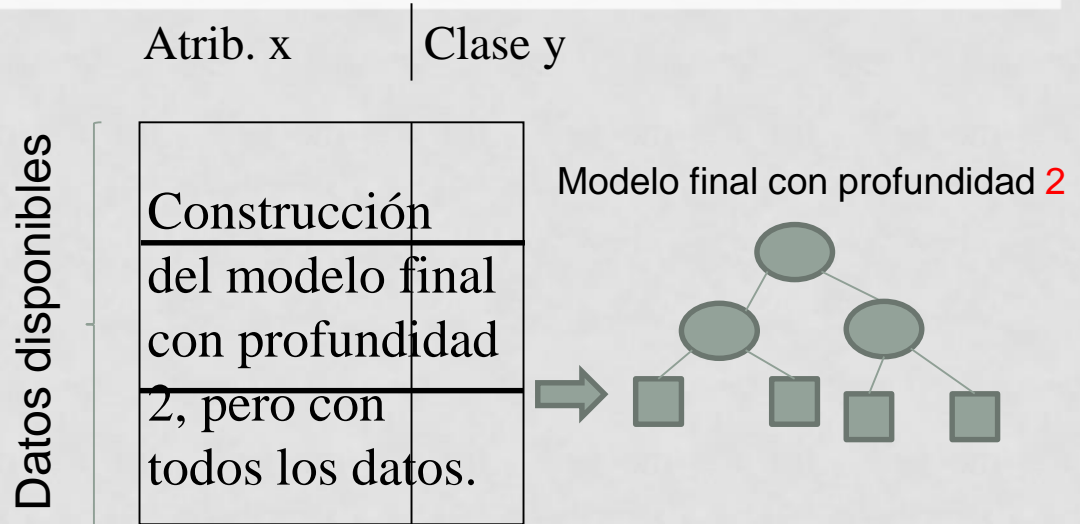 Atrib. x
Clase y
Datos disponibles
Construcción
del modelo final
con profundidad
2, pero con
todos los datos.
Modelo final con profundidad 2